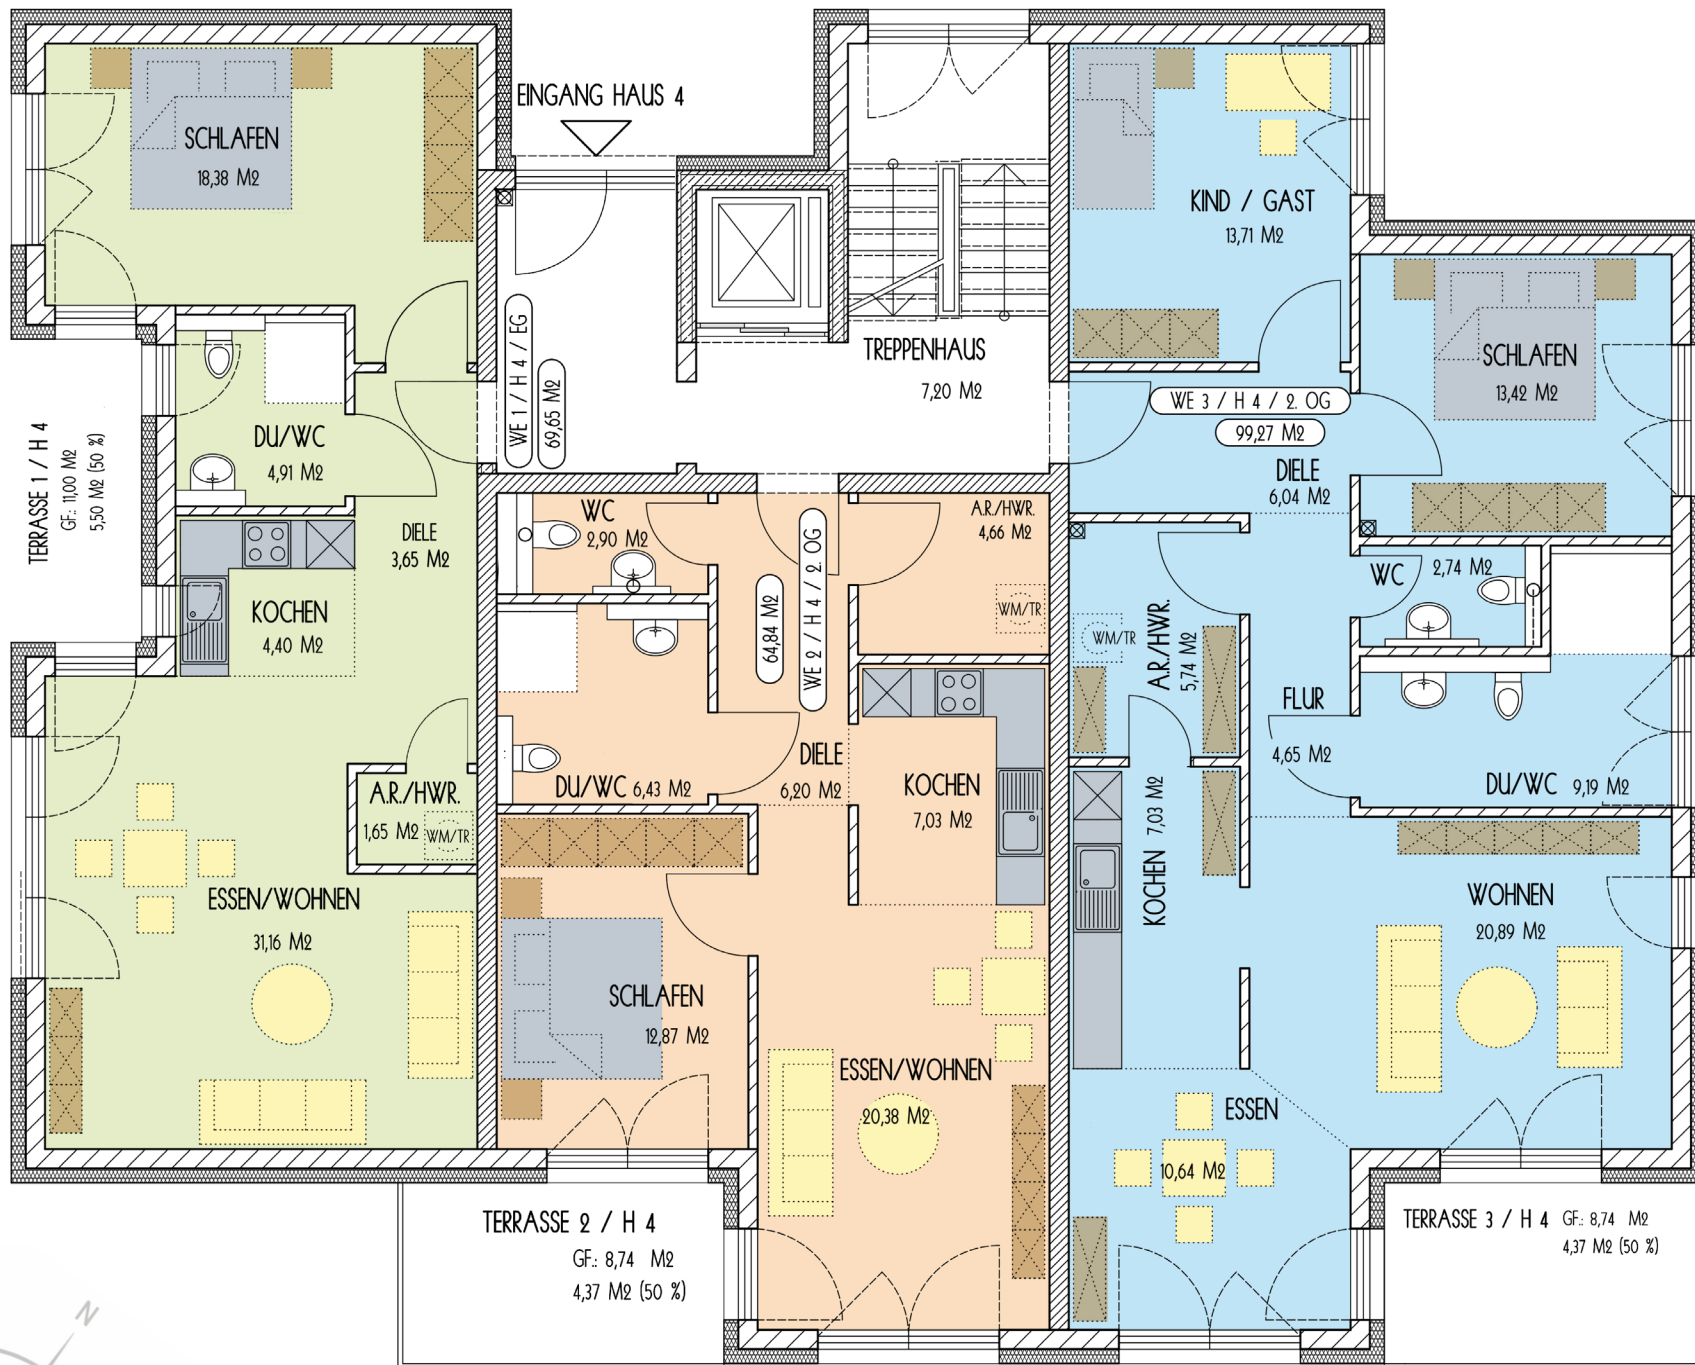 EINGANG HAUS 4
SCHLAFEN
18,38 M2
DU/WC
4,91 M2
TERRASSE 1 / H 4
GF.: 11,00 M2
5,50 M2 (50 %)
DIELE
3,65 M2
KOCHEN
4,40 M2
A.R./HWR.
1,65 M2
WM/TR
ESSEN/WOHNEN
31,16 M2
WE 1 / H 4 / EG
69,65 M2
TREPPENHAUS
7,20 M2
WC
2,90 M2
A.R./HWR.
4,66 M2
WM/TR
64,84 M2
WE 2 / H 4 / 2. OG
DU/WC 6,43 M2
DIELE
6,20 M2
KOCHEN
7,03 M2
SCHLAFEN
12,87 M2
ESSEN/WOHNEN
20,38 M2
TERRASSE 2 / H 4
GF.: 8,74 M2
4,37 M2 (50 %)
KIND / GAST
13,71 M2
SCHLAFEN
13,42 M2
WE 3 / H 4 / 2. OG
99,27 M2
DIELE
6,04 M2
WC 2,74 M2
WM/TR
A.R./HWR.
5,74 M2
FLUR
4,65 M2
DU/WC 9,19 M2
KOCHEN 7,03 M2
WOHNEN
20,89 M2
ESSEN
10,64 M2
TERRASSE 3 / H 4 GF.: 8,74 M2
4,37 M2 (50 %)
N